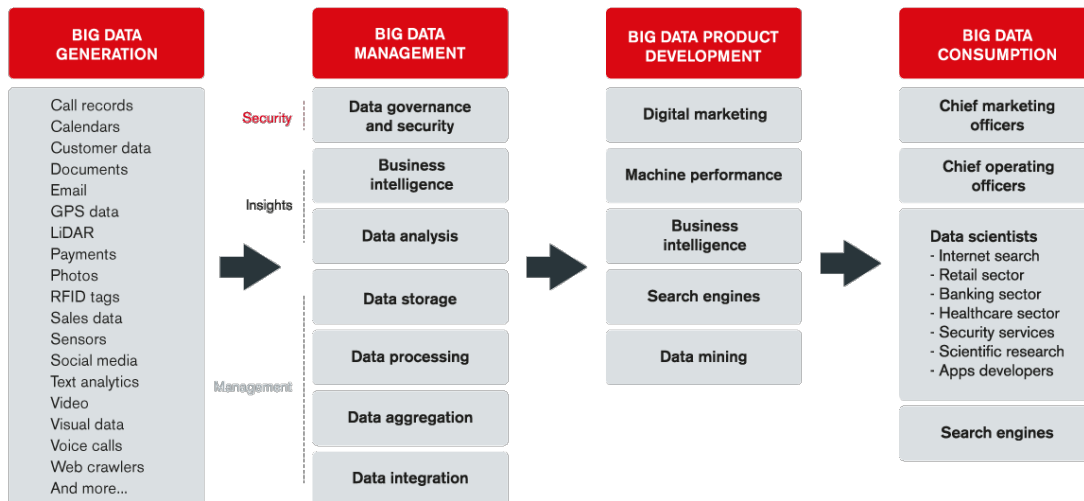 BIG DATA
GENERATION
Call records
Calendars
Customer data
Documents
Email
GPS data
LiDAR
Payments
Photos
RFID tags
Sales data
Sensors
Social media
Text analytics
Video
Visual data
Voice calls
Web crawlers
And more...
BIG DATA
MANAGEMENT
Security
Data governance
and security
Insights
Business
intelligence
Data analysis
Management
Data storage
Data processing
Data aggregation
Data integration
BIG DATA PRODUCT
DEVELOPMENT
Digital marketing
Machine performance
Business
intelligence
Search engines
Data mining
BIG DATA
CONSUMPTION
Chief marketing
officers
Chief operating
officers
Data scientists
- Internet search
- Retail sector
- Banking sector
- Healthcare sector
- Security services
- Scientific research
- Apps developers
Search engines